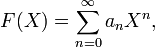 F(X) = \sum_{n=0}^{\infty} a_n X^n,